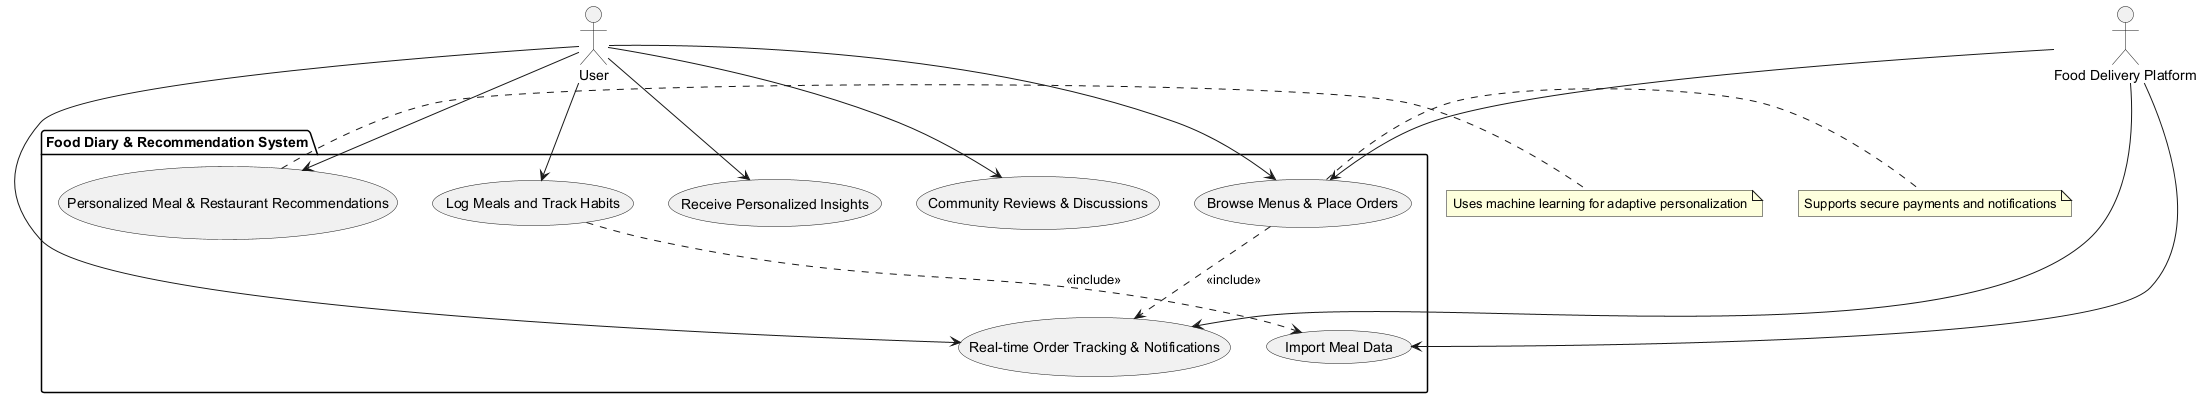 User
Food Delivery Platform
Food Diary & Recommendation System
Personalized Meal & Restaurant Recommendations
Log Meals and Track Habits
Receive Personalized Insights
Community Reviews & Discussions
Browse Menus & Place Orders
Uses machine learning for adaptive personalization
Supports secure payments and notifications
«include»
«include»
Real-time Order Tracking & Notifications
Import Meal Data